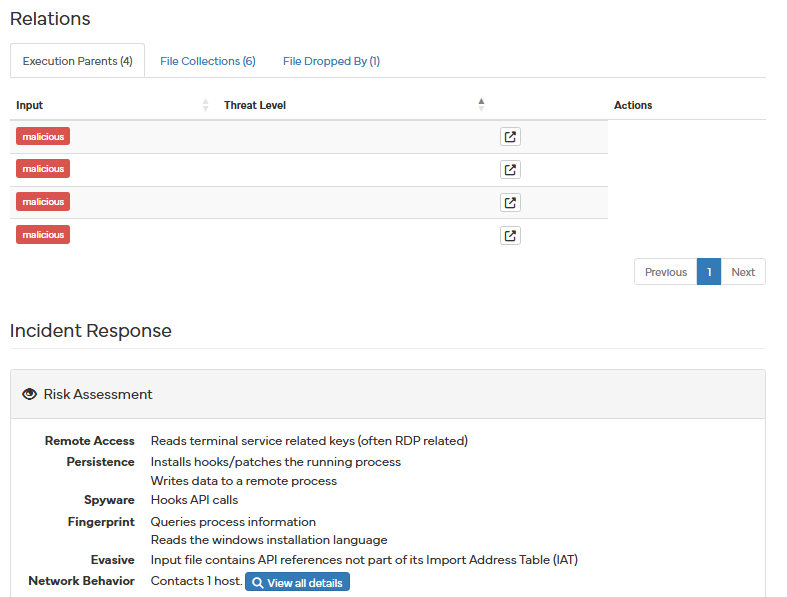 Relations
Execution Parents (4) File Collections (6) File Dropped By (1)
Input Threat Level Actions
malicious
malicious
malicious
malicious
Previous 1 Next
Incident Response
Risk Assessment
Remote Access Reads terminal service related keys (often RDP related)
Persistence Installs hooks/patches the running process
Writes data to a remote process
Spyware Hooks API calls
Fingerprint Queries process information
Reads the windows installation language
Evasive Input file contains API references not part of its Import Address Table (IAT)
Network Behavior Contacts 1 host. View all details